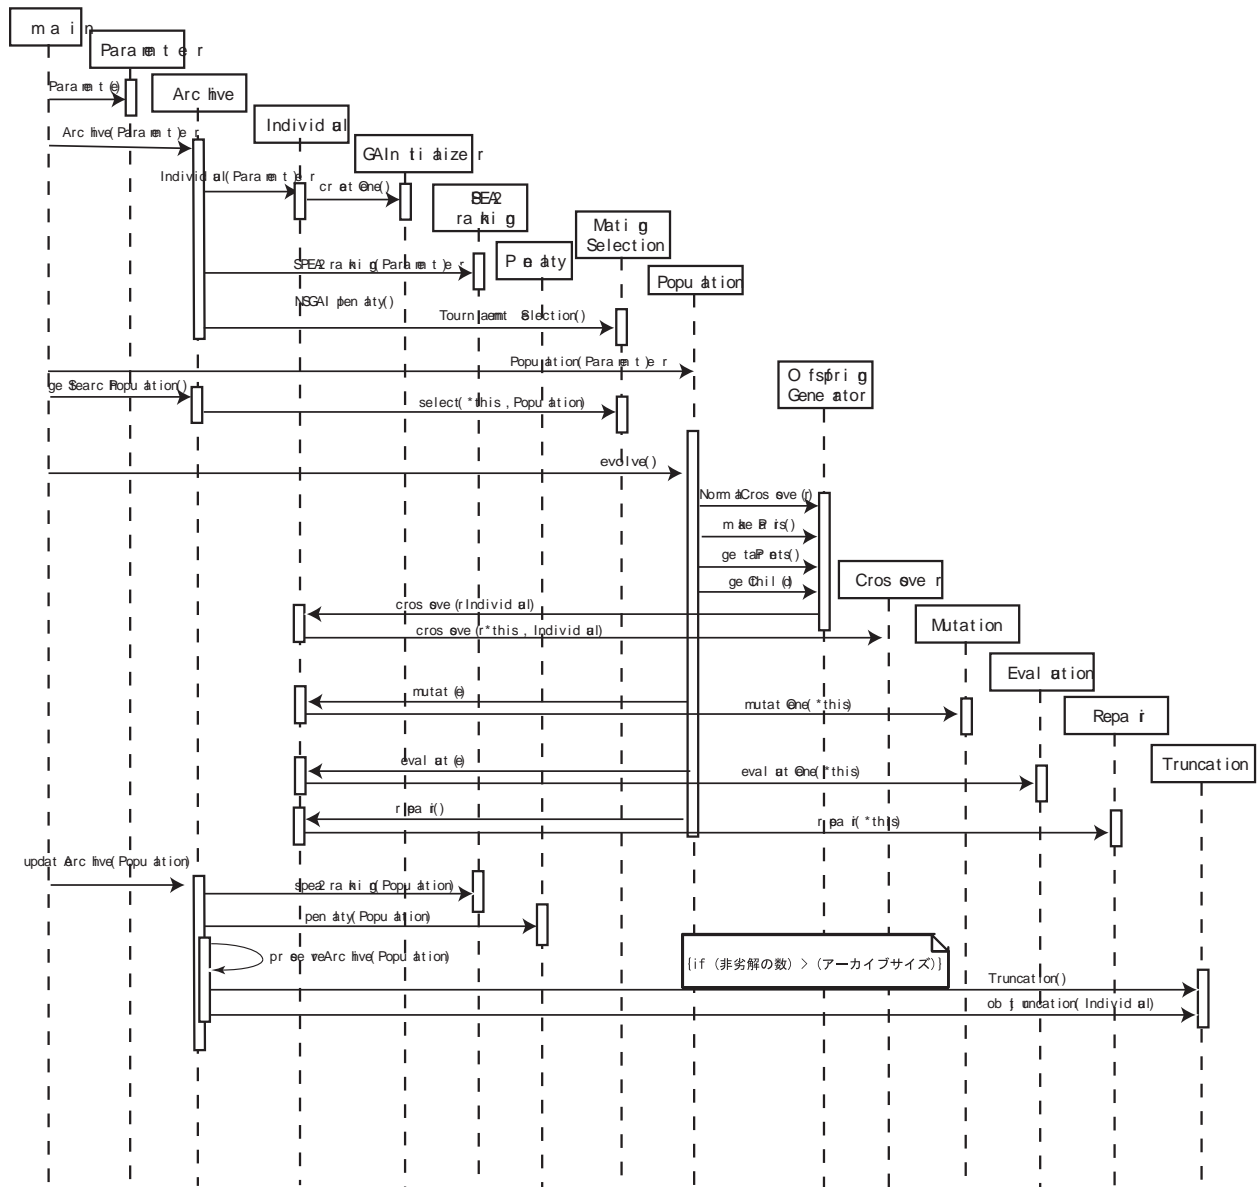 main
Parameter
Parameter()
Archive
Archive(Parameter)
Individual
GAInitializer
Individual(Parameter)
createOne()
SPEA2
ranking
Mating
Selection
Penalty
SPEA2ranking(Parameter)
Population
NSGAIIpenalty()
TournamentSelection()
Population(Parameter)
getSearchPopulation()
Offspring
Generator
select(*this, Population)
evolve()
NormalCrossover()
makePairs()
getParents()
getChild()
Crossover
crossover(Individual)
crossover(*this, Individual)
Mutation
Evaluation
mutate()
mutateOne(*this)
Repair
evaluate()
evaluateOne(*this)
Truncation
repair()
repair(*this)
updateArchive(Population)
spea2ranking(Population)
penalty(Population)
preserveArchive(Population)
{if（非劣解の数）>（アーカイブサイズ）}
Truncation()